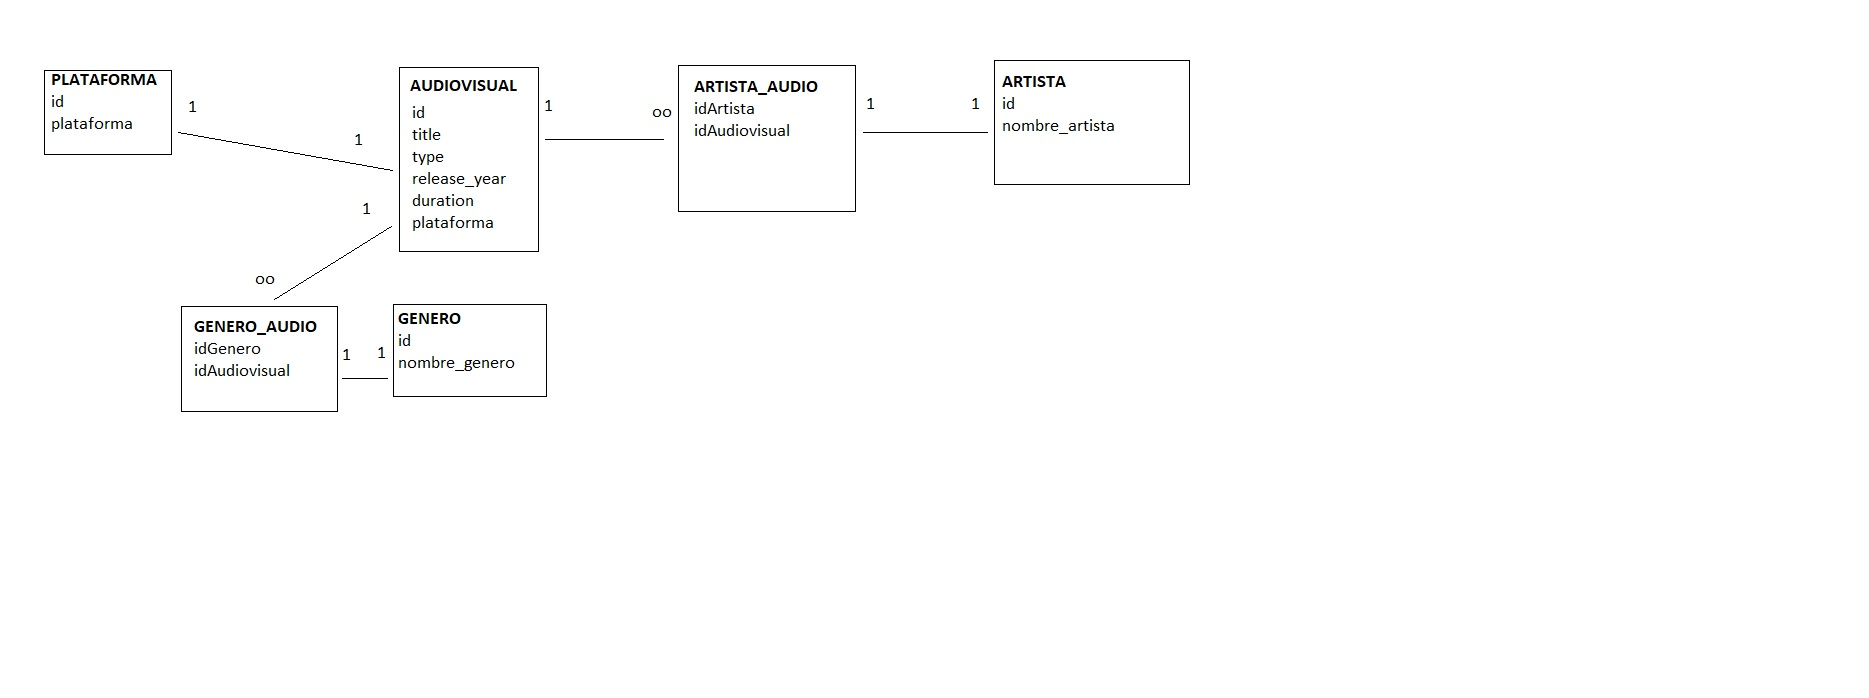 PLATAFORMA
id
plataforma
1
1
AUDIOVISUAL
id
title
type
release_year
duration
plataforma
1
oo
ARTISTA_AUDIO
idArtista
idAudiovisual
1
1
ARTISTA
id
nombre_artista
1
oo
GENERO_AUDIO
idGenero
idAudiovisual
1
1
GENERO
id
nombre_genero